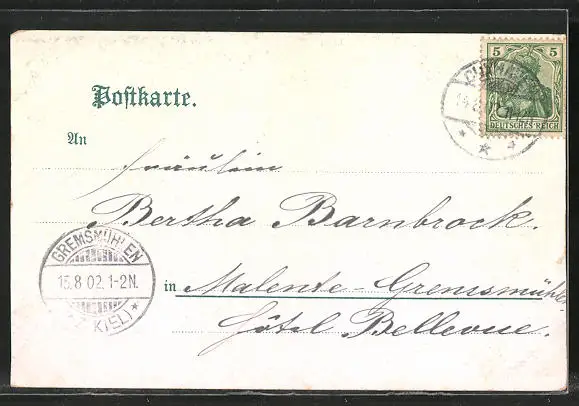 Postkarte.
5 5
DEUTSCHES REICH
An
Fräulein
Bertha Barnbrock.
GREMSMÜHLEN
15.8.02.1-2N.
KIEL)
in Malente-Gremsmühlen
Hôtel Bellevue.